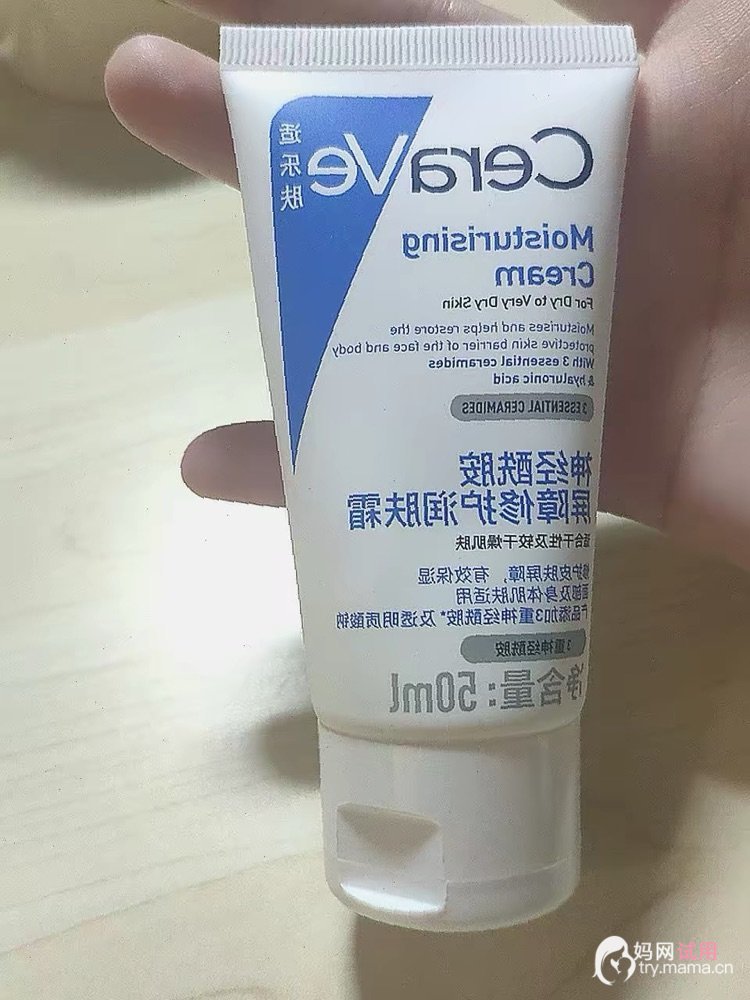 CeraVe
适乐肤
Moisturising
Cream
For Dry to Very Dry Skin
Moisturises and helps restore the
protective skin barrier of the face and body
With 3 essential ceramides
& hyaluronic acid
3 ESSENTIAL CERAMIDES
神经酰胺
屏障修护润肤霜
适合干性及较干燥肌肤
修护皮肤屏障，有效保湿
面部及身体肌肤适用
产品添加3重神经酰胺*及透明质酸钠
3重神经酰胺
净含量:50ml
妈网试用
try.mama.cn